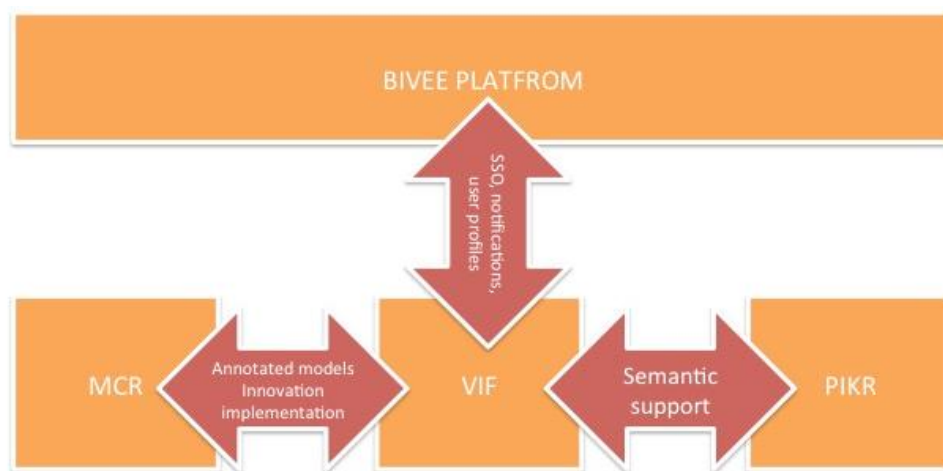 BIVEE PLATFROM
SSO, notifications,
user profiles
MCR
Annotated models
Innovation
implementation
VIF
Semantic
support
PIKR